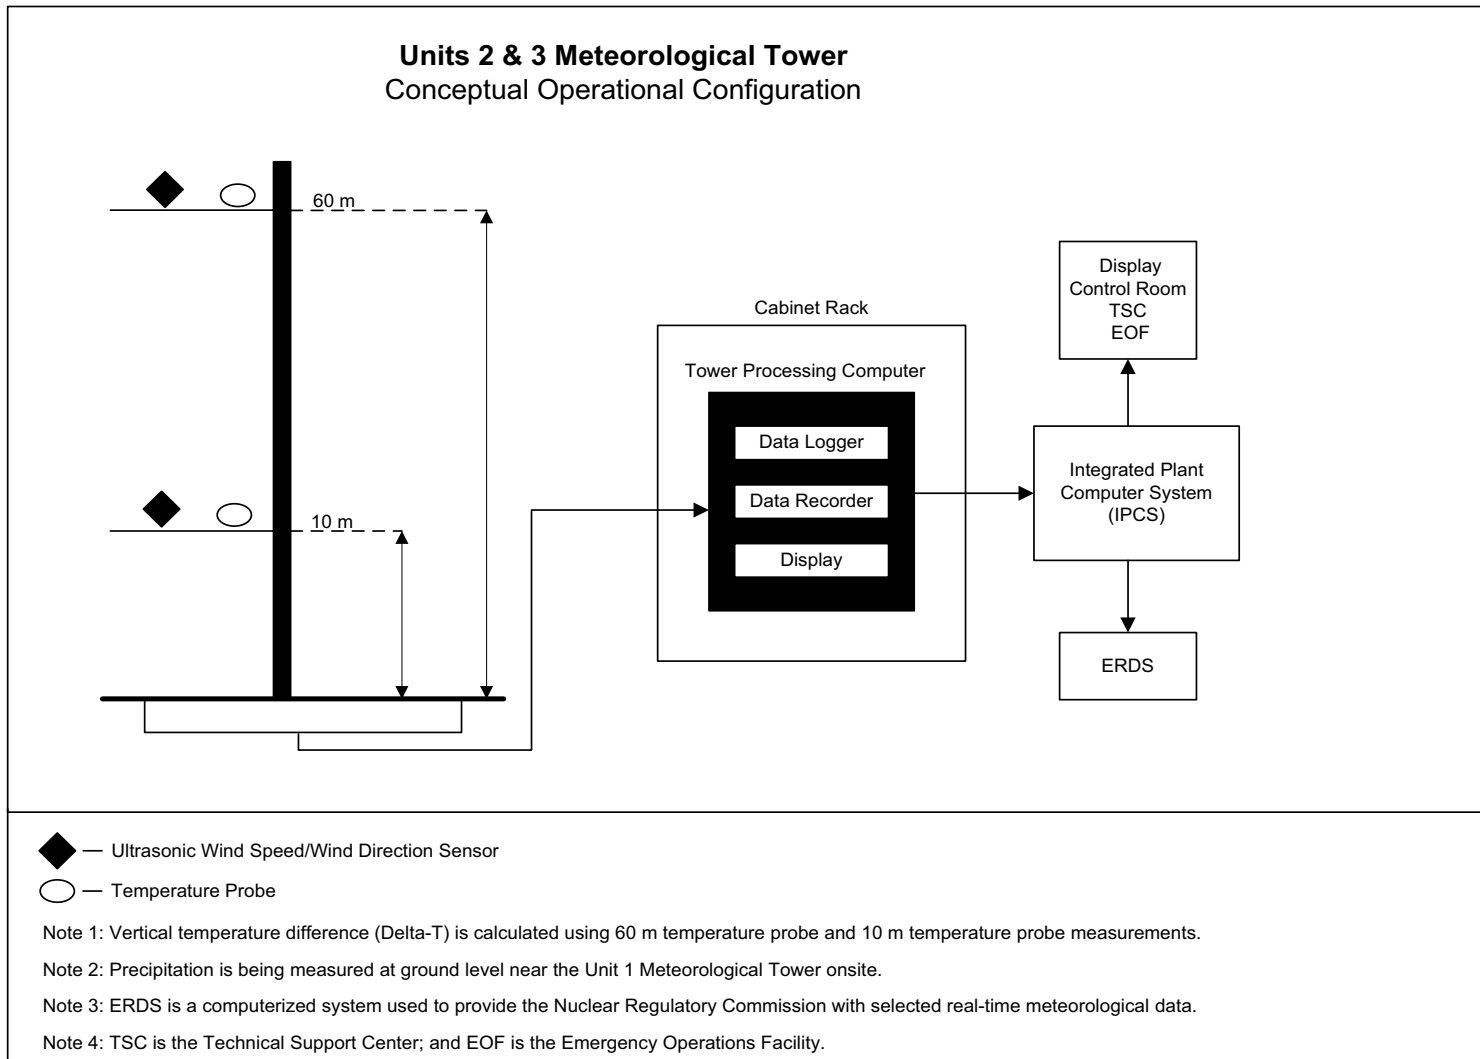 Units 2 & 3 Meteorological Tower
Conceptual Operational Configuration
60 m
10 m
Cabinet Rack
Tower Processing Computer
Data Logger
Data Recorder
Display
Display
Control Room
TSC
EOF
Integrated Plant
Computer System
(IPCS)
ERDS
— Ultrasonic Wind Speed/Wind Direction Sensor
— Temperature Probe
Note 1: Vertical temperature difference (Delta-T) is calculated using 60 m temperature probe and 10 m temperature probe measurements.
Note 2: Precipitation is being measured at ground level near the Unit 1 Meteorological Tower onsite.
Note 3: ERDS is a computerized system used to provide the Nuclear Regulatory Commission with selected real-time meteorological data.
Note 4: TSC is the Technical Support Center; and EOF is the Emergency Operations Facility.